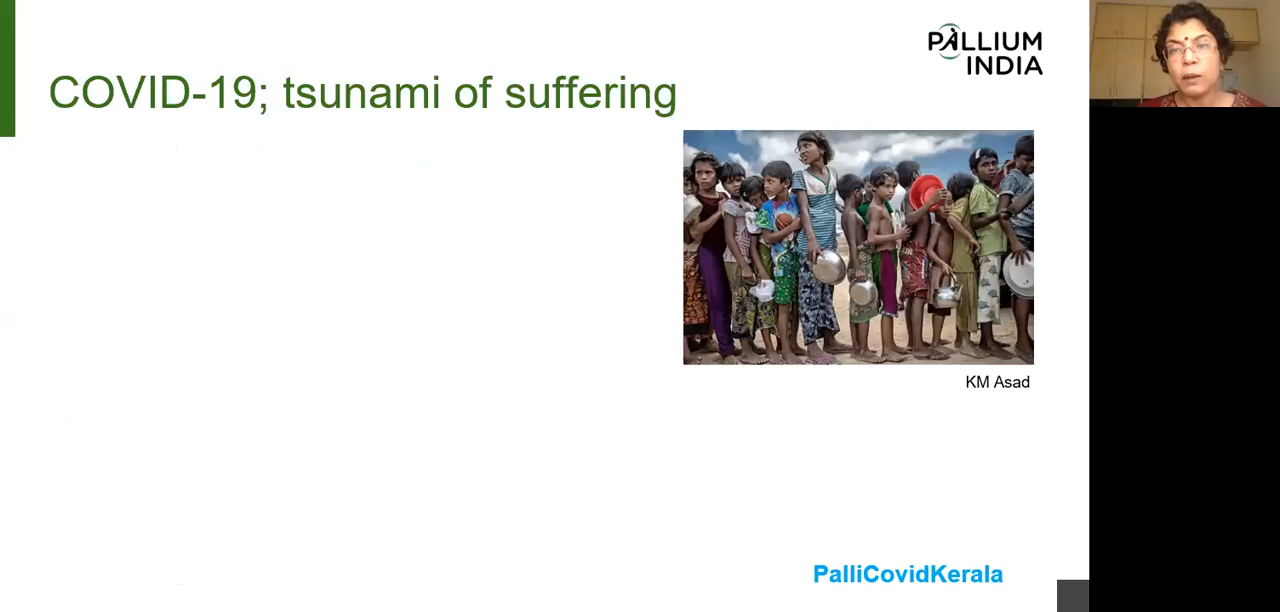 PALLIUM
INDIA
COVID-19; tsunami of suffering
KM Asad
PalliCovidKerala